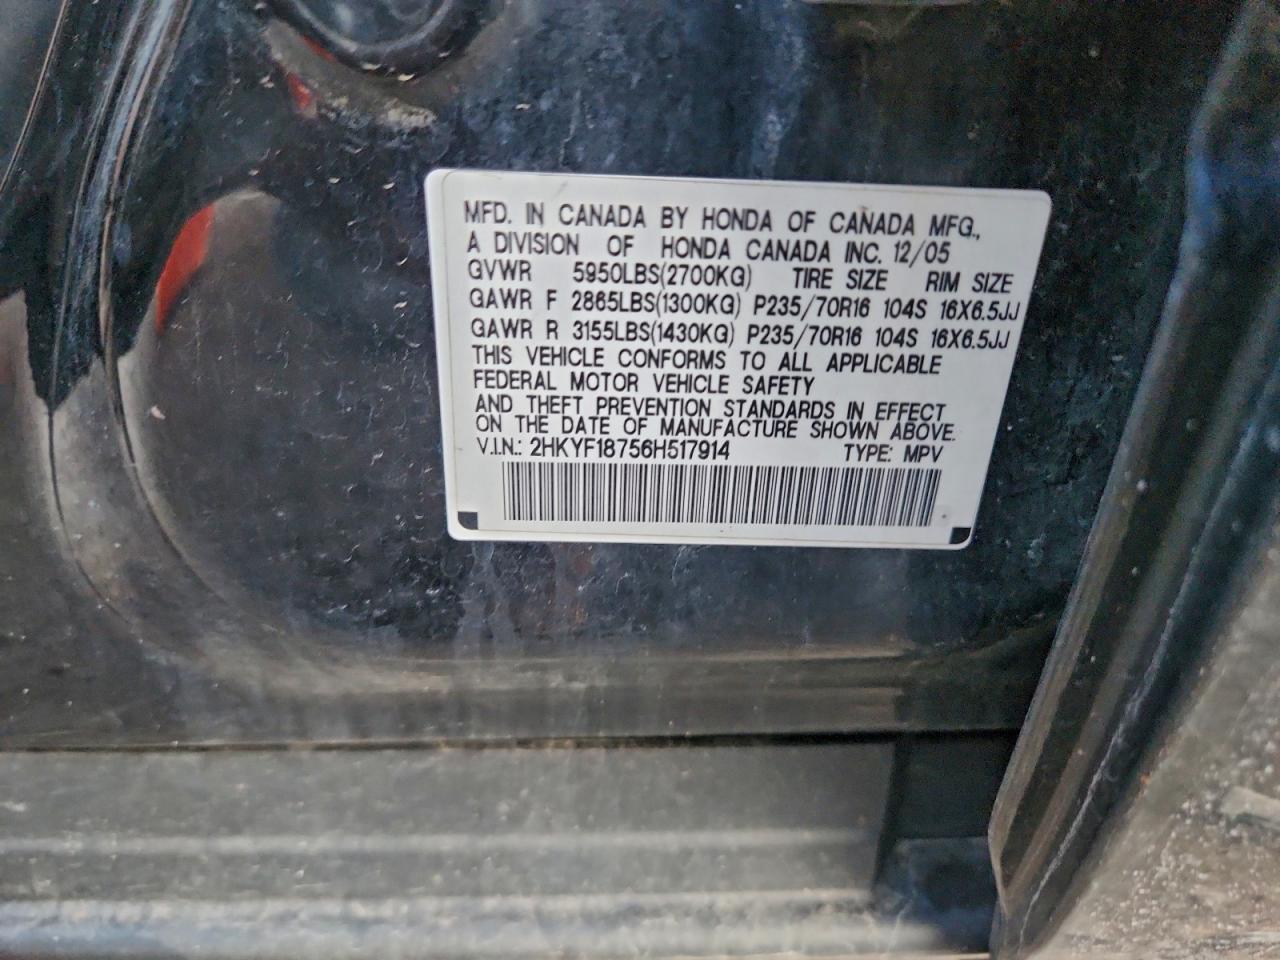 MFD. IN CANADA BY HONDA OF CANADA MFG.,
A DIVISION OF HONDA CANADA INC. 12/05
GVWR 5950LBS(2700KG) TIRE SIZE RIM SIZE
GAWR F 2865LBS(1300KG) P235/70R16 104S 16X6.5JJ
GAWR R 3155LBS(1430KG) P235/70R16 104S 16X6.5JJ
THIS VEHICLE CONFORMS TO ALL APPLICABLE
FEDERAL MOTOR VEHICLE SAFETY
AND THEFT PREVENTION STANDARDS IN EFFECT
ON THE DATE OF MANUFACTURE SHOWN ABOVE.
V.I.N.: 2HKYF18756H517914 TYPE: MPV